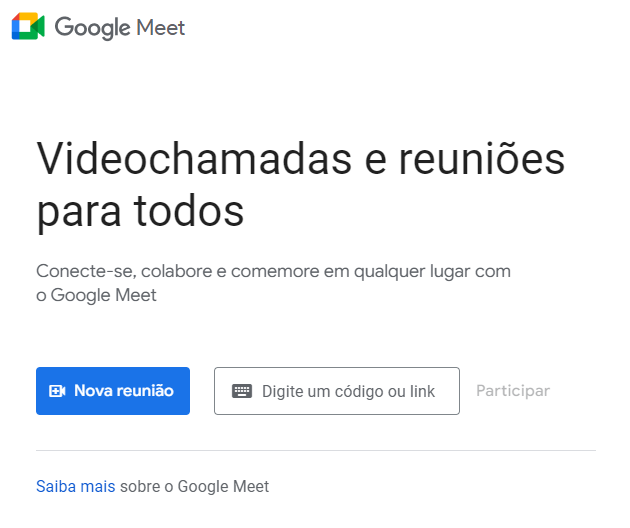 Google Meet
Videochamadas e reuniões
para todos
Conecte-se, colabore e comemore em qualquer lugar com
o Google Meet
Nova reunião
Digite um código ou link
Participar
Saiba mais sobre o Google Meet